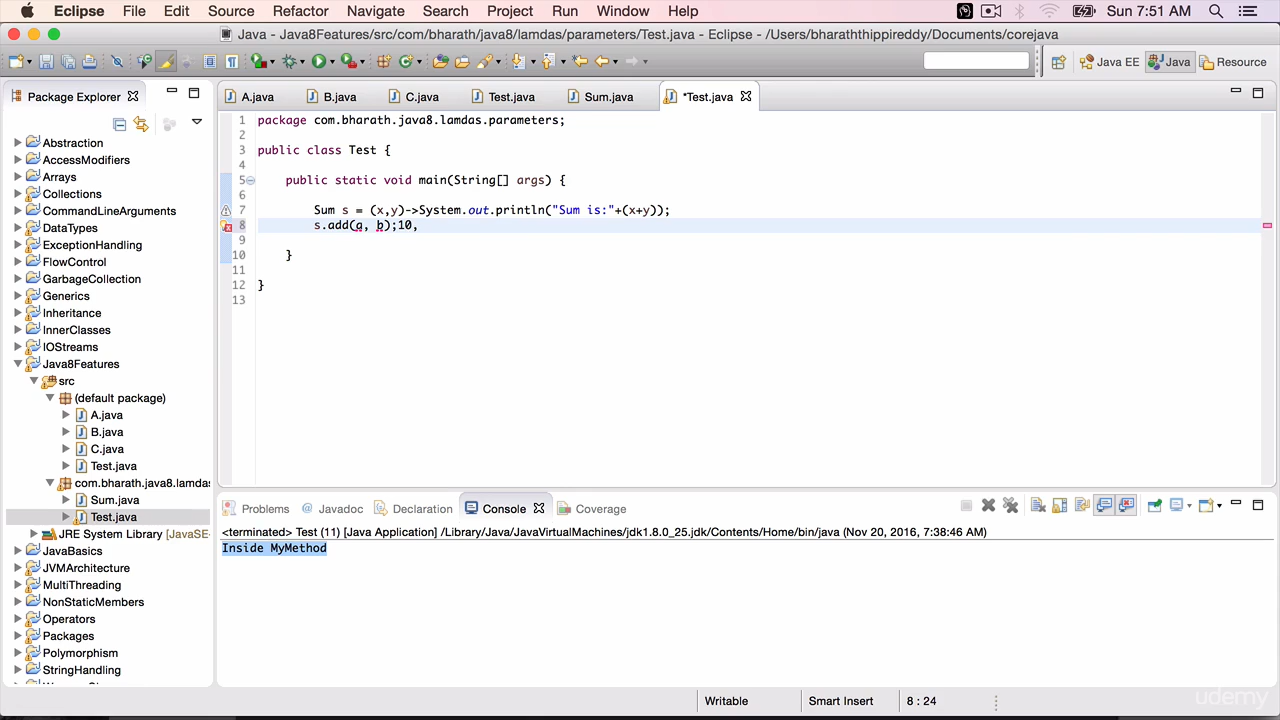 Eclipse File Edit Source Refactor Navigate Search Project Run Window Help Sun 7:51 AM
Java - Java8Features/src/com/bharath/java8/lamdas/parameters/Test.java - Eclipse - /Users/bharaththippireddy/Documents/corejava
Java EE Java Resource
Package Explorer
A.java B.java C.java Test.java Sum.java *Test.java
Abstraction
AccessModifiers
Arrays
Collections
CommandLineArguments
DataTypes
ExceptionHandling
FlowControl
GarbageCollection
Generics
Inheritance
InnerClasses
IOStreams
Java8Features
src
(default package)
A.java
B.java
C.java
Test.java
com.bharath.java8.lamdas
Sum.java
Test.java
JRE System Library [JavaSE-
JavaBasics
JVMArchitecture
MultiThreading
NonStaticMembers
Operators
Packages
Polymorphism
StringHandling
1 package com.bharath.java8.lamdas.parameters;
2
3 public class Test {
4
5 public static void main(String[] args) {
6
7 Sum s = (x,y)->System.out.println("Sum is:"+(x+y));
8 s.add(a, b);10,
9
10 }
11
12 }
13
Problems Javadoc Declaration Console Coverage
<terminated> Test (11) [Java Application] /Library/Java/JavaVirtualMachines/jdk1.8.0_25.jdk/Contents/Home/bin/java (Nov 20, 2016, 7:38:46 AM)
Inside MyMethod
Writable Smart Insert 8 : 24
udemy